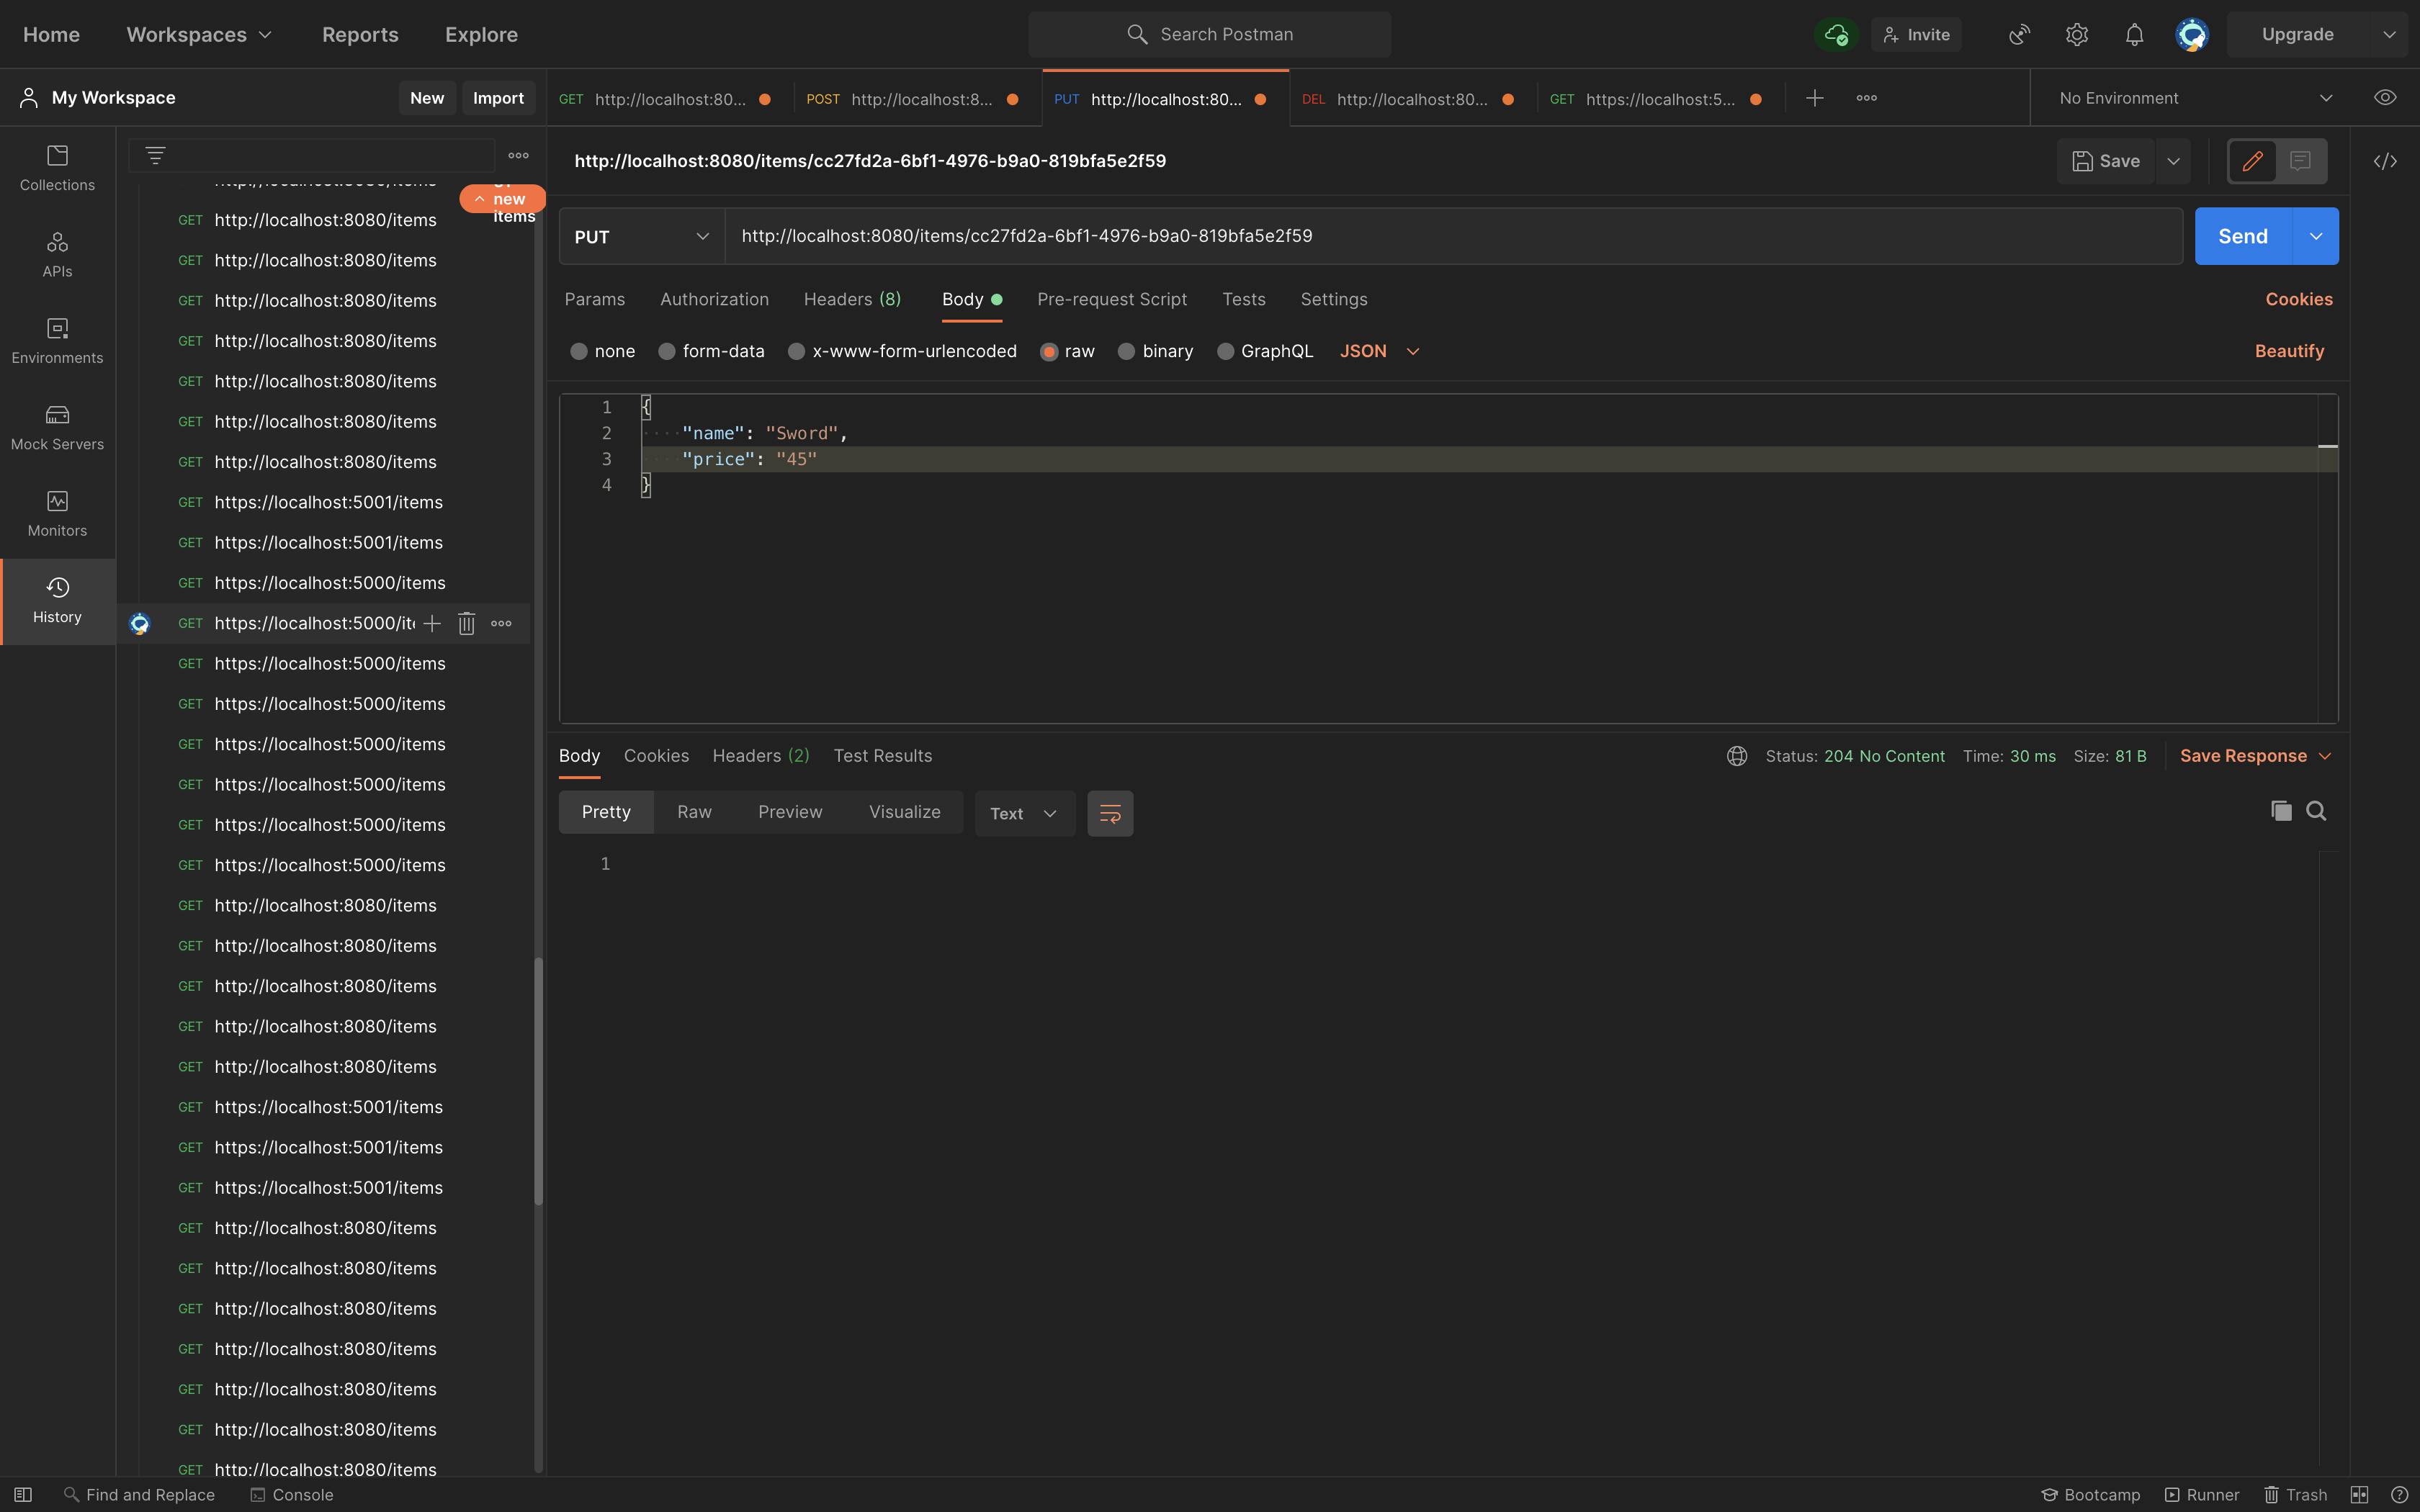 Home Workspaces Reports Explore Search Postman Invite Upgrade
My Workspace New Import GET http://localhost:80... POST http://localhost:8... PUT http://localhost:80... DEL http://localhost:80... GET https://localhost:5... No Environment
Collections
APIs
Environments
Mock Servers
Monitors
History
new
items
GET http://localhost:8080/items
GET http://localhost:8080/items
GET http://localhost:8080/items
GET http://localhost:8080/items
GET http://localhost:8080/items
GET http://localhost:8080/items
GET http://localhost:8080/items
GET https://localhost:5001/items
GET https://localhost:5001/items
GET https://localhost:5000/items
GET https://localhost:5000/ite
GET https://localhost:5000/items
GET https://localhost:5000/items
GET https://localhost:5000/items
GET https://localhost:5000/items
GET https://localhost:5000/items
GET https://localhost:5000/items
GET http://localhost:8080/items
GET http://localhost:8080/items
GET http://localhost:8080/items
GET http://localhost:8080/items
GET http://localhost:8080/items
GET https://localhost:5001/items
GET https://localhost:5001/items
GET https://localhost:5001/items
GET http://localhost:8080/items
GET http://localhost:8080/items
GET http://localhost:8080/items
GET http://localhost:8080/items
GET http://localhost:8080/items
GET http://localhost:8080/items
GET http://localhost:8080/items
http://localhost:8080/items/cc27fd2a-6bf1-4976-b9a0-819bfa5e2f59 Save
PUT http://localhost:8080/items/cc27fd2a-6bf1-4976-b9a0-819bfa5e2f59 Send
Params Authorization Headers (8) Body Pre-request Script Tests Settings Cookies
none form-data x-www-form-urlencoded raw binary GraphQL JSON Beautify
1 {
2 "name": "Sword",
3 "price": "45"
4 }
Body Cookies Headers (2) Test Results Status: 204 No Content Time: 30 ms Size: 81 B Save Response
Pretty Raw Preview Visualize Text
1
Find and Replace Console Bootcamp Runner Trash